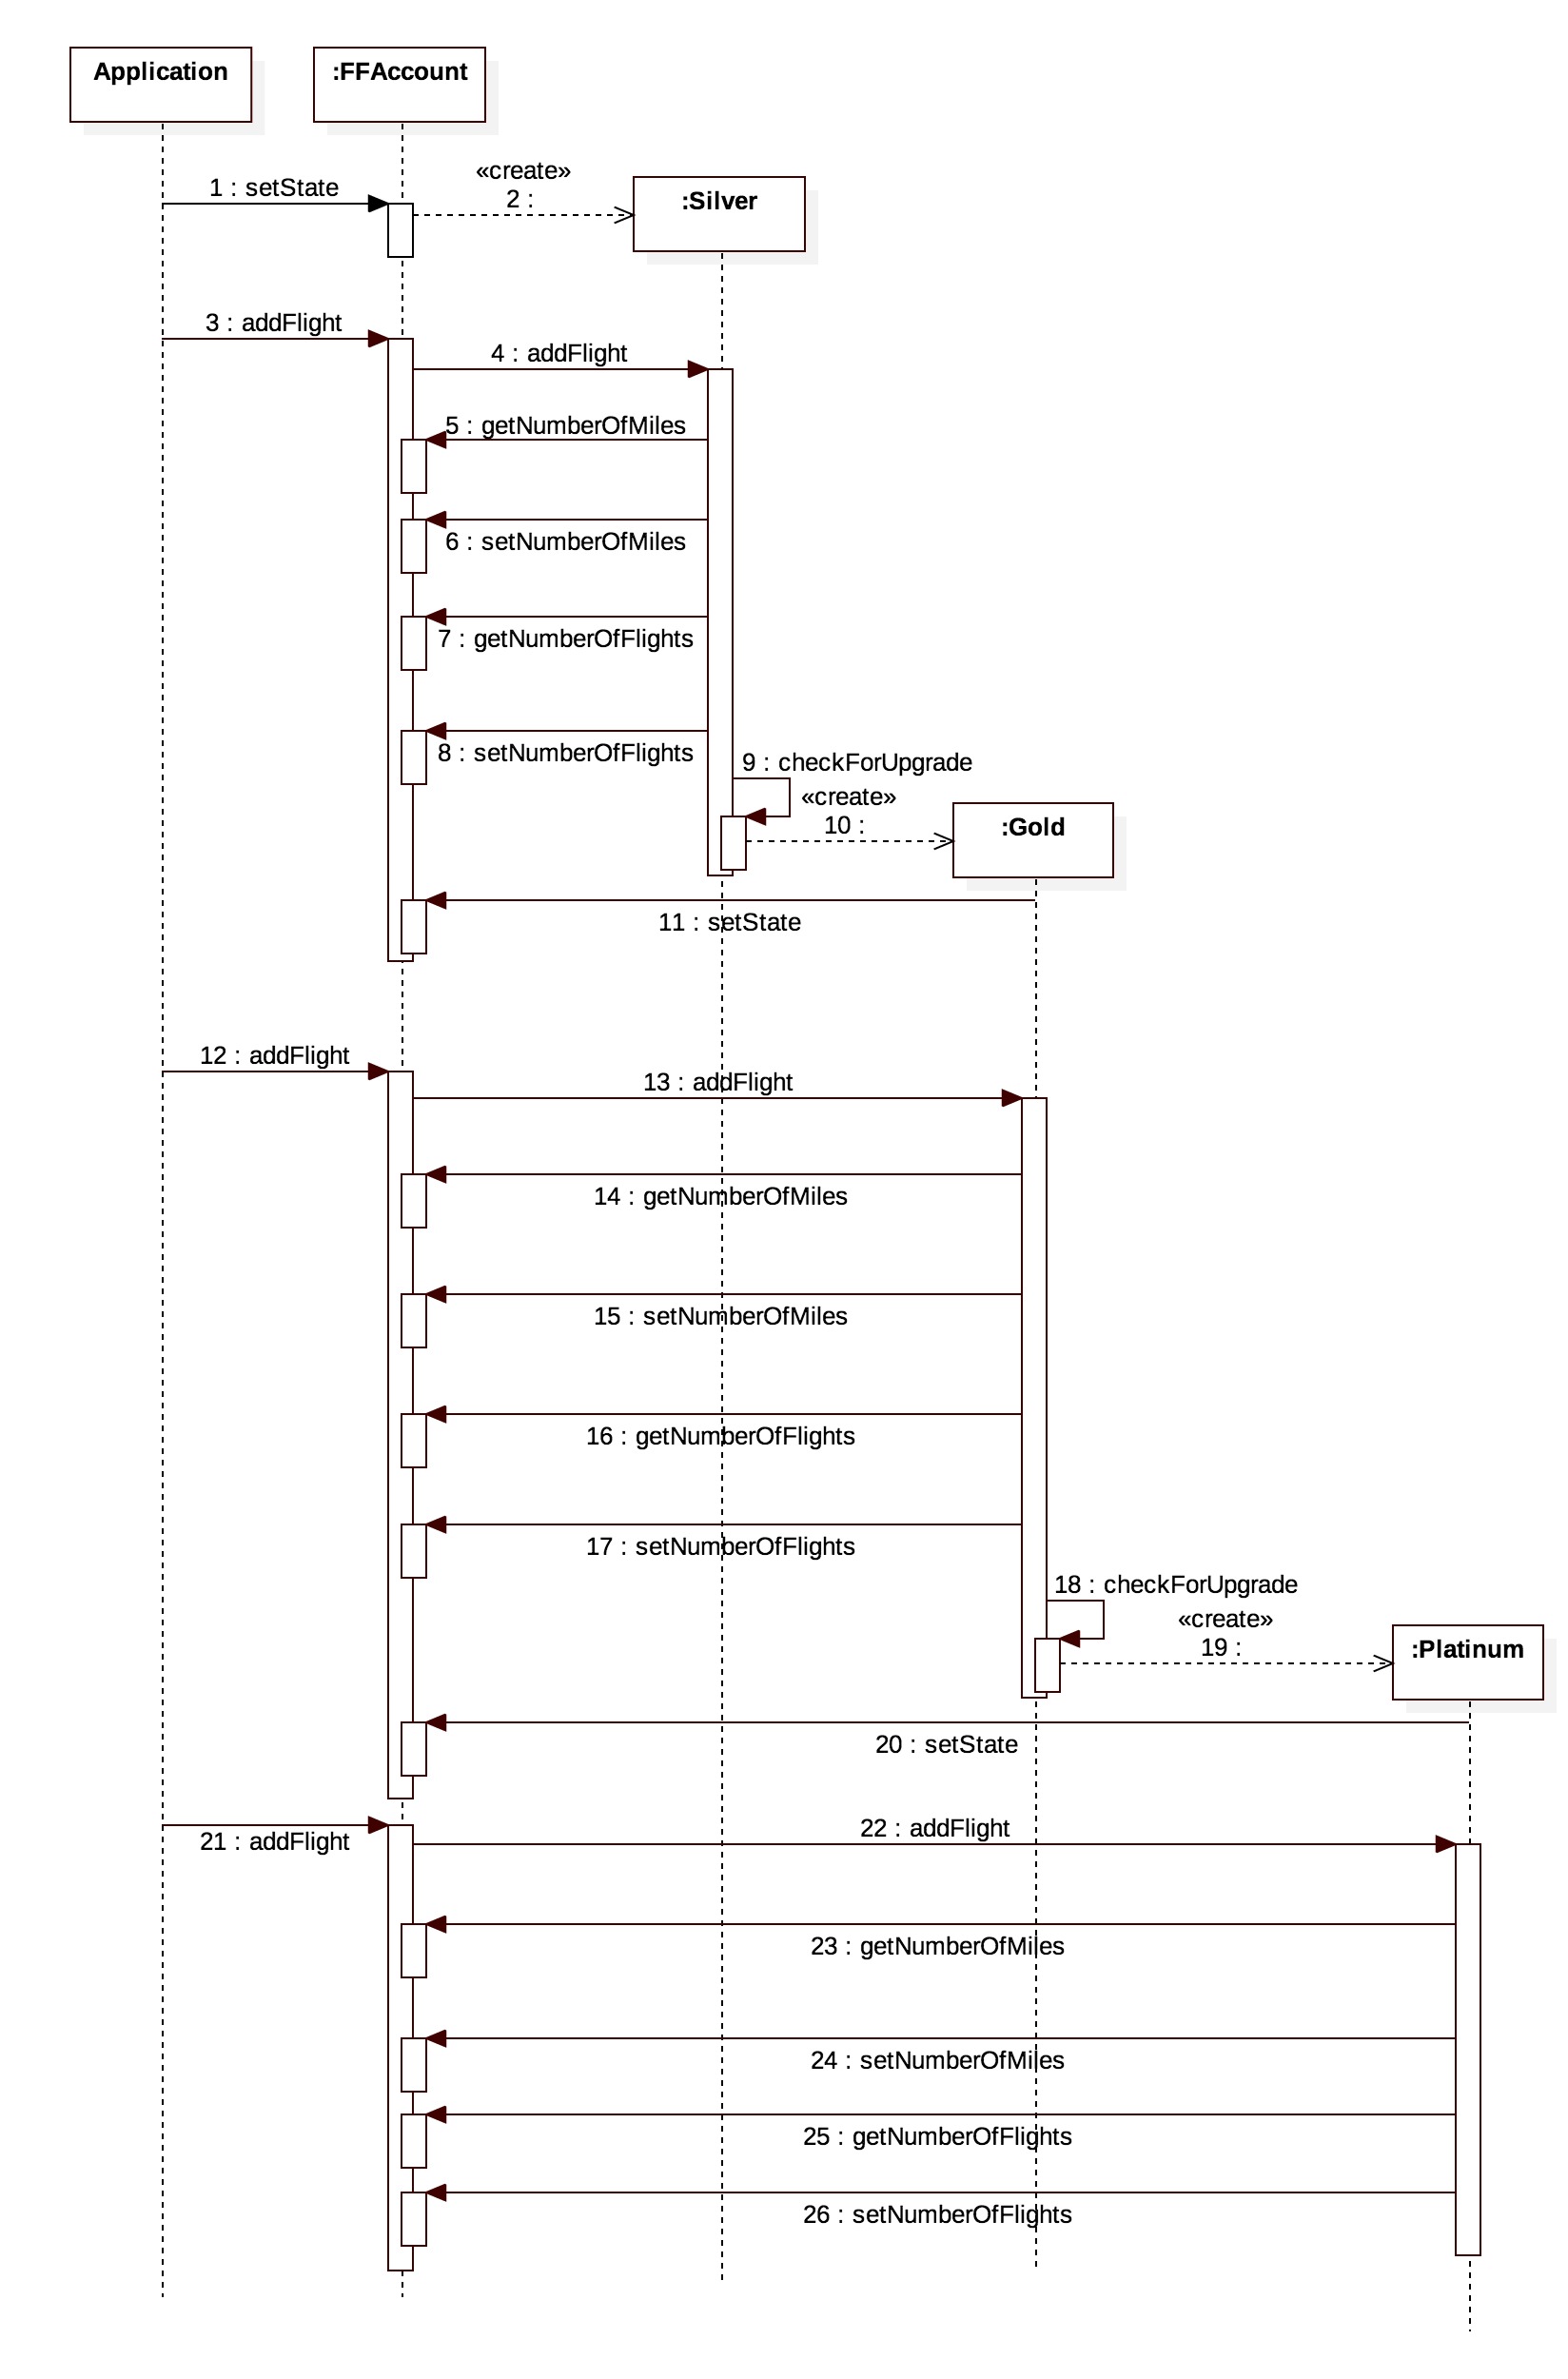 Application
:FFAccount
«create»
1 : setState
2 :
:Silver
3 : addFlight
4 : addFlight
5 : getNumberOfMiles
6 : setNumberOfMiles
7 : getNumberOfFlights
8 : setNumberOfFlights
9 : checkForUpgrade
«create»
10 :
:Gold
11 : setState
12 : addFlight
13 : addFlight
14 : getNumberOfMiles
15 : setNumberOfMiles
16 : getNumberOfFlights
17 : setNumberOfFlights
18 : checkForUpgrade
«create»
19 :
:Platinum
20 : setState
21 : addFlight
22 : addFlight
23 : getNumberOfMiles
24 : setNumberOfMiles
25 : getNumberOfFlights
26 : setNumberOfFlights